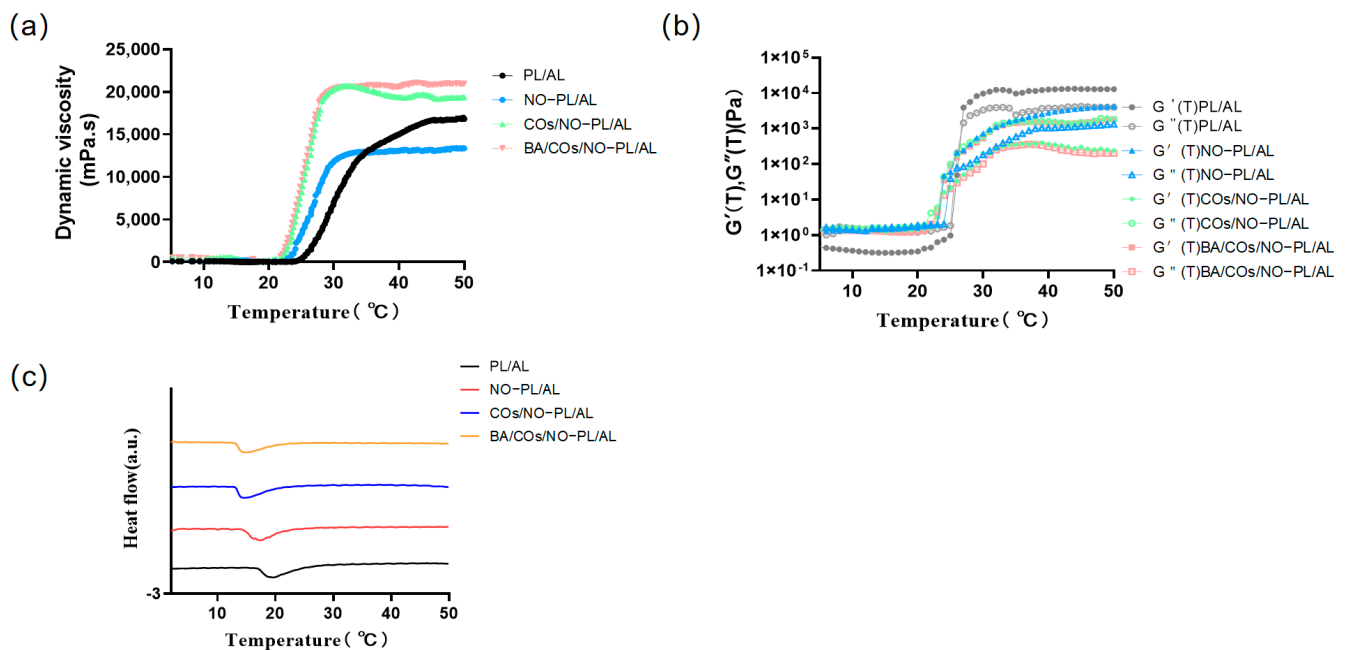 (a)
Dynamic viscosity
(mPa.s)
25,000
20,000
15,000
10,000
5,000
0
10 20 30 40 50
Temperature( ℃)
PL/AL
NO-PL/AL
COs/NO-PL/AL
BA/COs/NO-PL/AL
(b)
G′(T),G″(T)(Pa)
1×10⁵
1×10⁴
1×10³
1×10²
1×10¹
1×10⁰
1×10⁻¹
10 20 30 40 50
Temperature( ℃)
G ′(T)PL/AL
G ″(T)PL/AL
G′ (T)NO-PL/AL
G″ (T)NO-PL/AL
G′ (T)COs/NO-PL/AL
G″ (T)COs/NO-PL/AL
G′ (T)BA/COs/NO-PL/AL
G″ (T)BA/COs/NO-PL/AL
(c)
Heat flow(a.u.)
-3
10 20 30 40 50
Temperature( ℃)
PL/AL
NO-PL/AL
COs/NO-PL/AL
BA/COs/NO-PL/AL